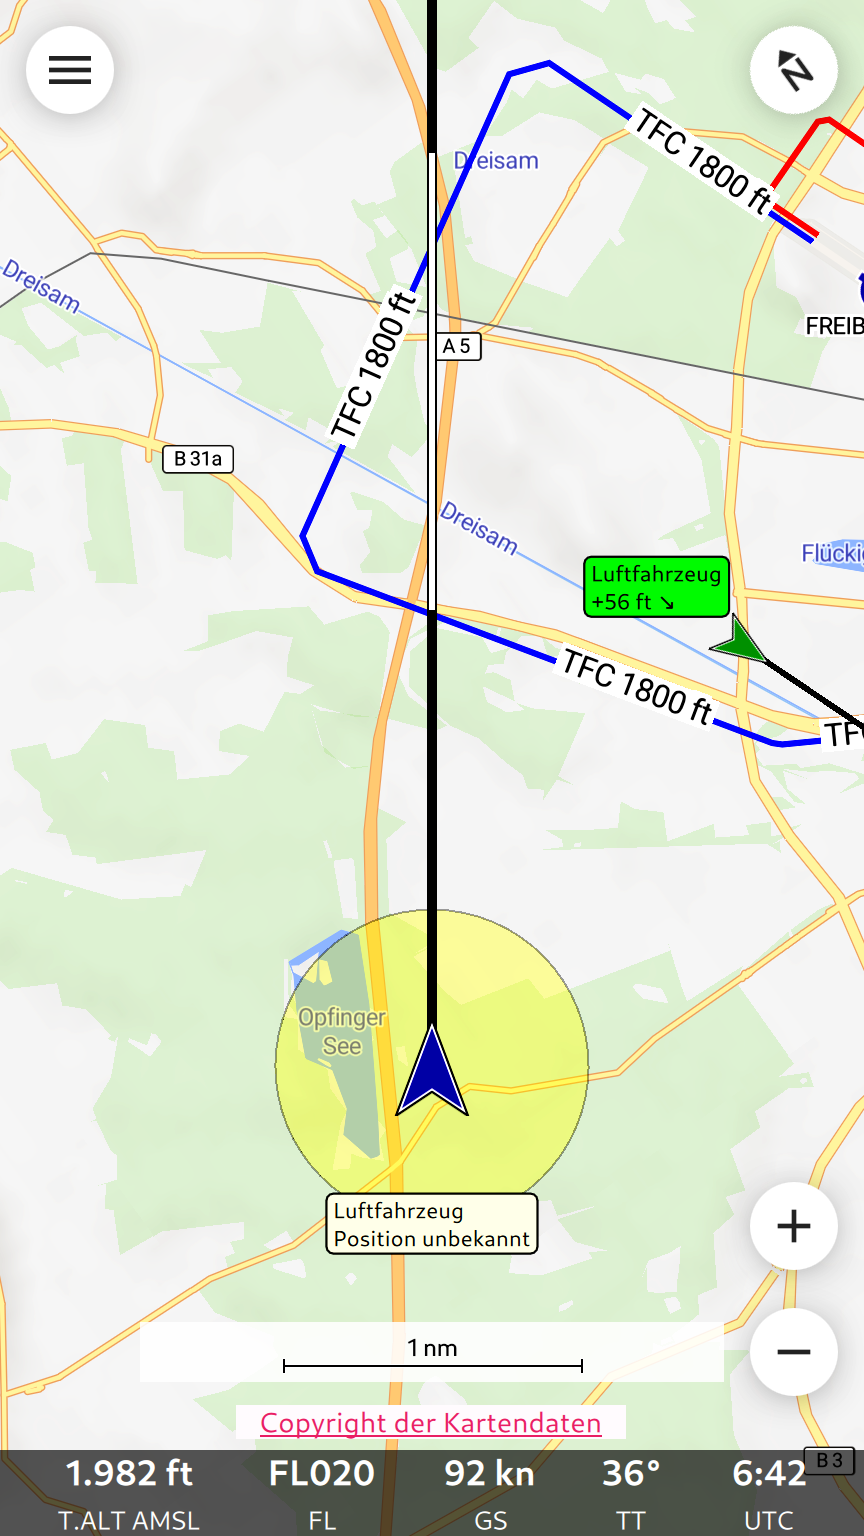 N
Dreisam
TFC 1800 ft
Dreisam
FREIB
TFC 1800 ft
A 5
B 31a
Dreisam
Flückig
Luftfahrzeug
+56 ft ↘
TFC 1800 ft
TFC
Opfinger
See
Luftfahrzeug
Position unbekannt
1 nm
Copyright der Kartendaten
B 3
1.982 ft FL020 92 kn 36° 6:42
T.ALT AMSL FL GS TT UTC